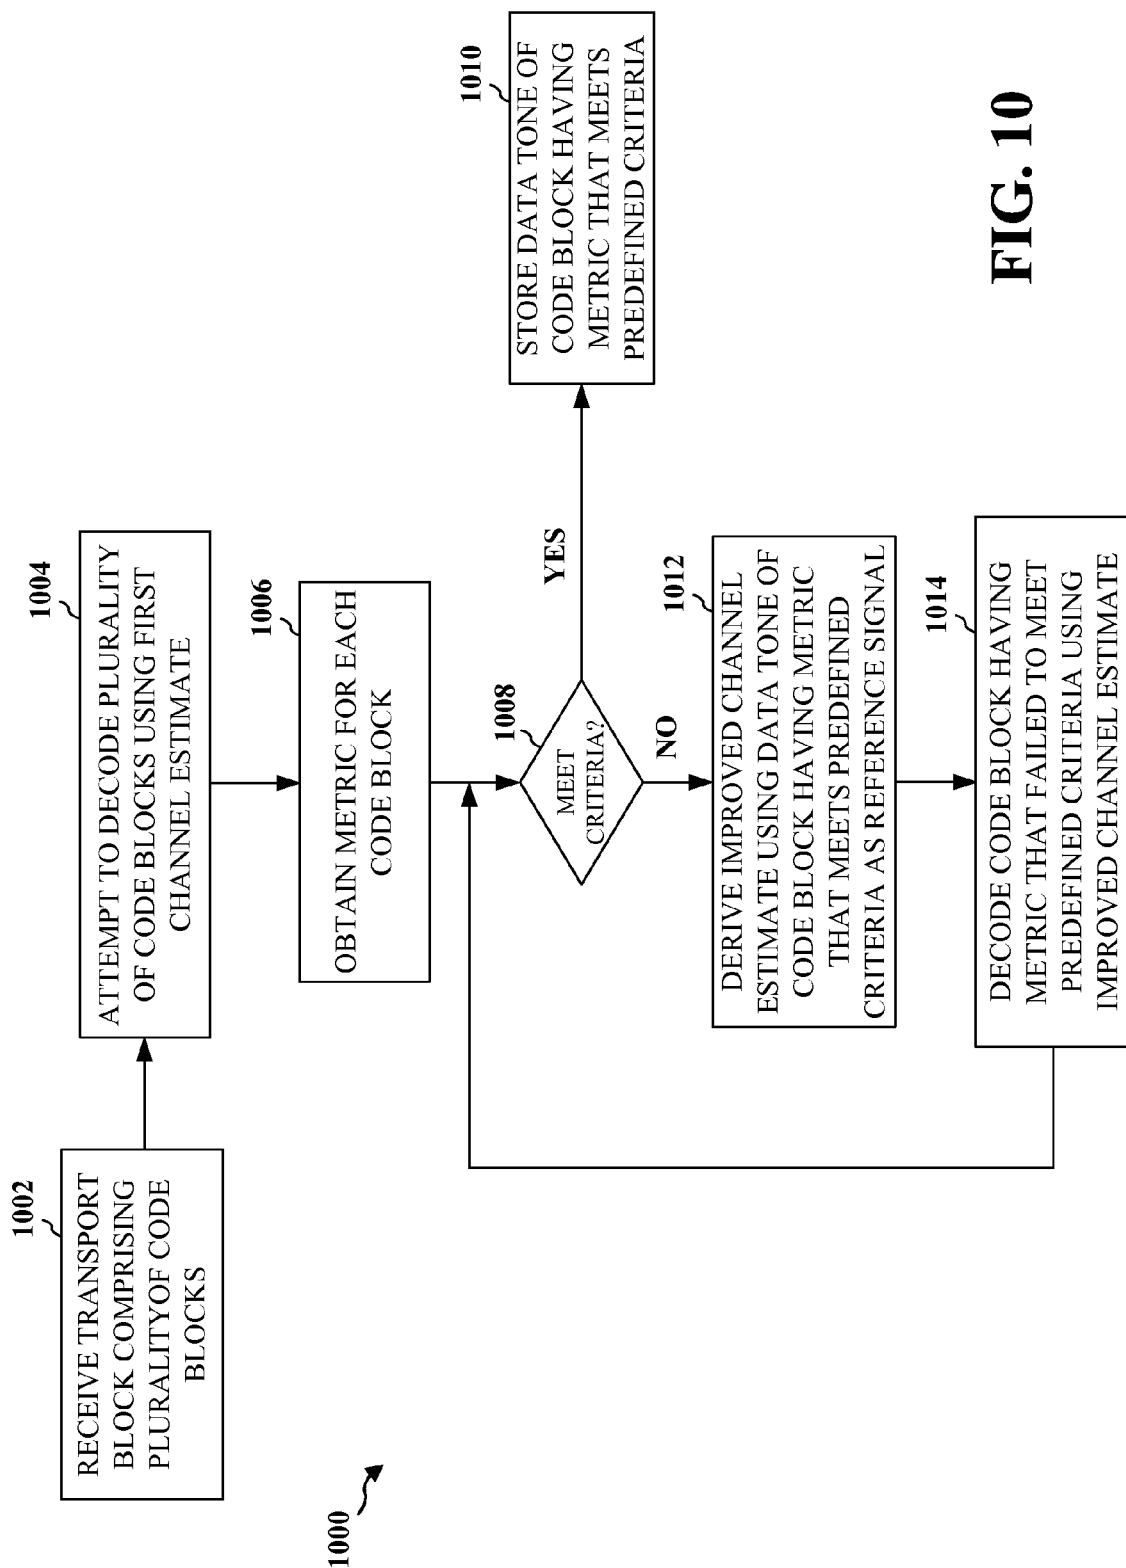 1002
RECEIVE TRANSPORT
BLOCK COMPRISING
PLURALITYOF CODE
BLOCKS
1004
ATTEMPT TO DECODE PLURALITY
OF CODE BLOCKS USING FIRST
CHANNEL ESTIMATE
1006
OBTAIN METRIC FOR EACH
CODE BLOCK
1008
MEET
CRITERIA?
YES
NO
1010
STORE DATA TONE OF
CODE BLOCK HAVING
METRIC THAT MEETS
PREDEFINED CRITERIA
1012
DERIVE IMPROVED CHANNEL
ESTIMATE USING DATA TONE OF
CODE BLOCK HAVING METRIC
THAT MEETS PREDEFINED
CRITERIA AS REFERENCE SIGNAL
1014
DECODE CODE BLOCK HAVING
METRIC THAT FAILED TO MEET
PREDEFINED CRITERIA USING
IMPROVED CHANNEL ESTIMATE
1000
FIG. 10